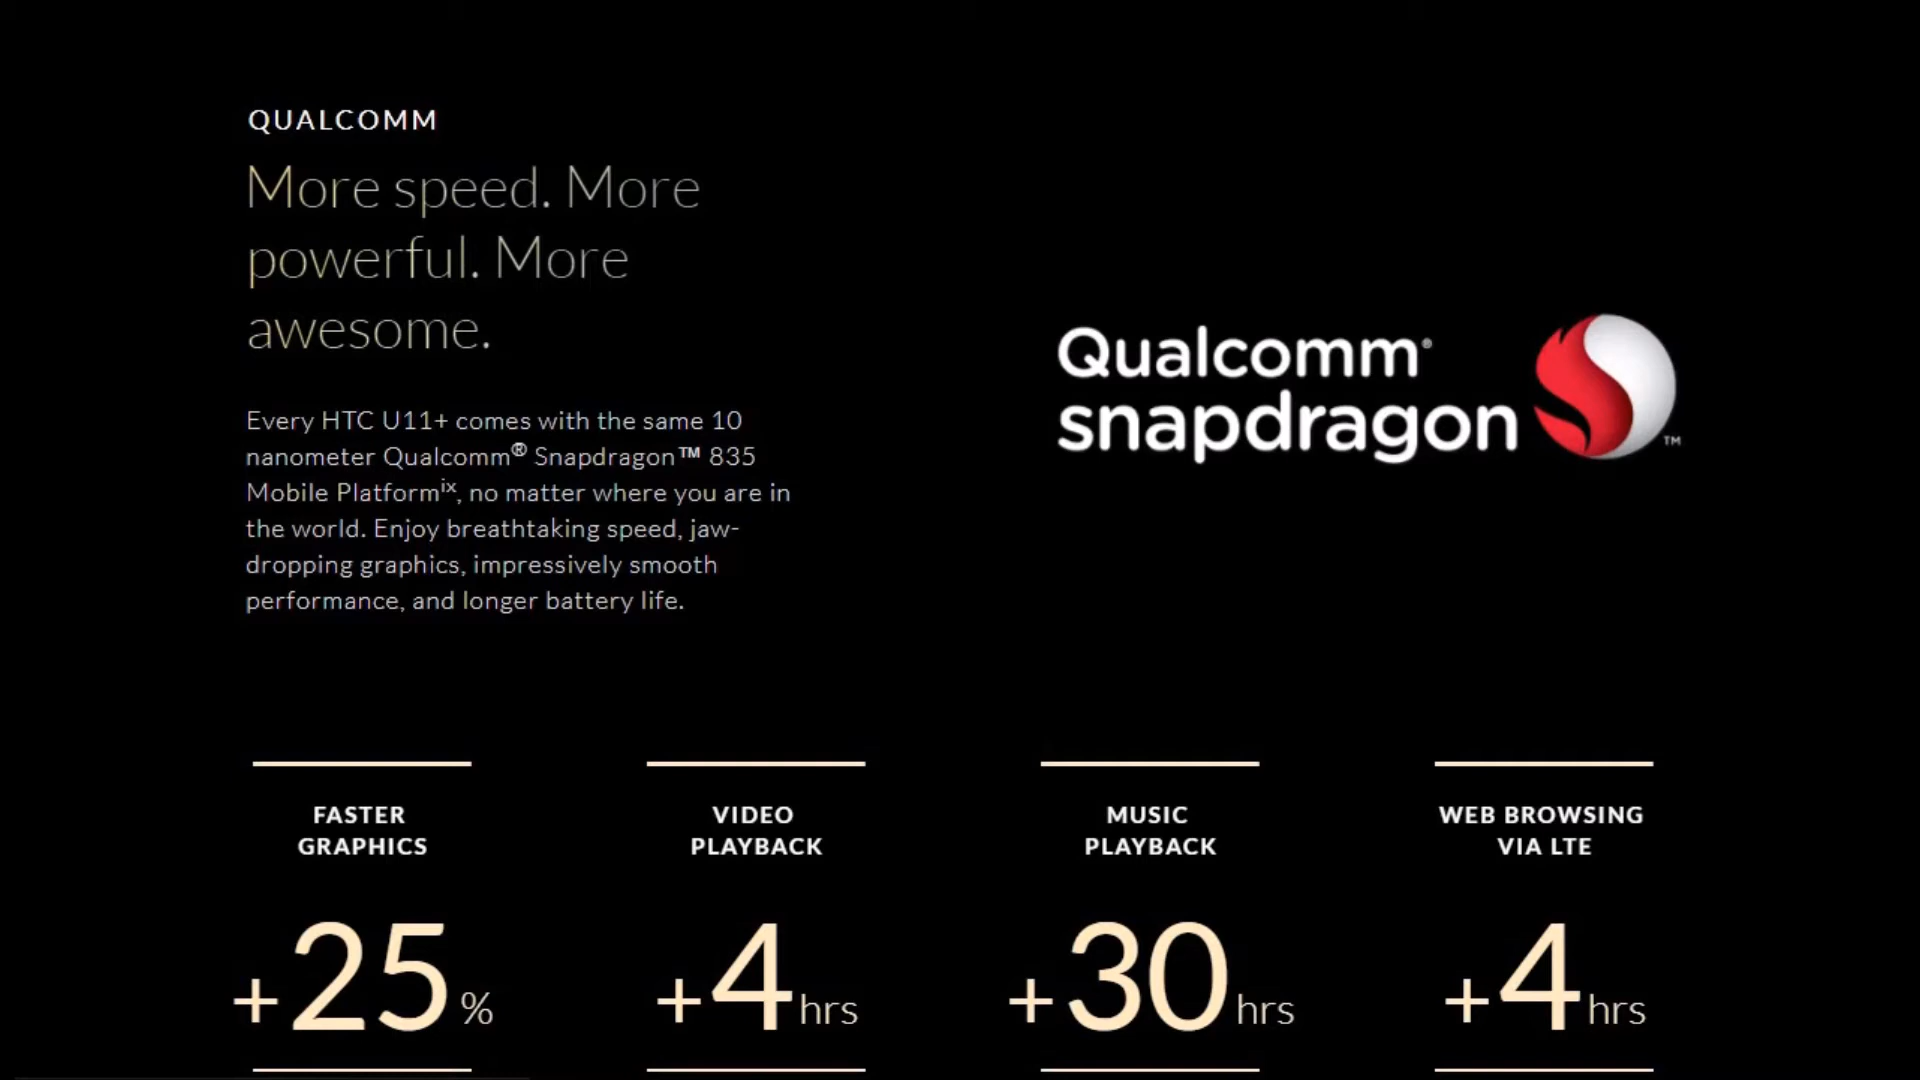 QUALCOMM
More speed. More
powerful. More
awesome.
Every HTC U11+ comes with the same 10
nanometer Qualcomm® Snapdragon™ 835
Mobile Platformⁱˣ, no matter where you are in
the world. Enjoy breathtaking speed, jaw-
dropping graphics, impressively smooth
performance, and longer battery life.
Qualcomm®
snapdragon™
FASTER
GRAPHICS
+25%
VIDEO
PLAYBACK
+4hrs
MUSIC
PLAYBACK
+30hrs
WEB BROWSING
VIA LTE
+4hrs